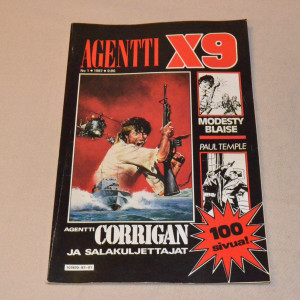 AGENTTI X9
MODESTY
BLAISE
PAUL TEMPLE
100
sivua!
AGENTTI CORRIGAN
JA SALAKULJETTAJAT